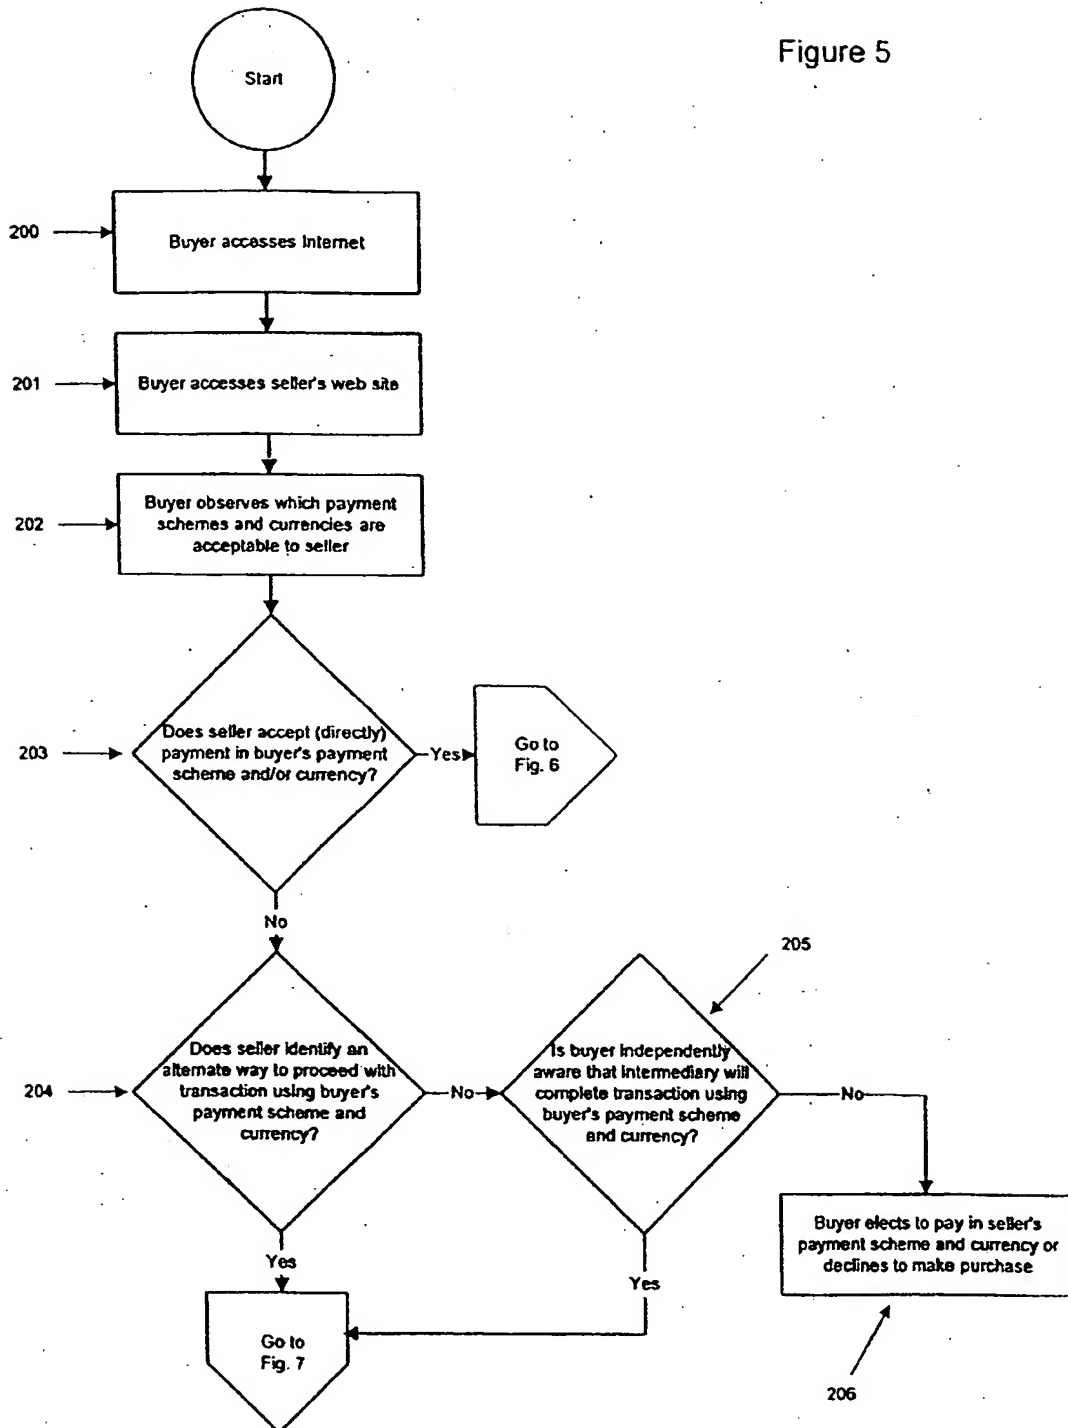 Figure 5
Start
200
Buyer accesses Internet
201
Buyer accesses seller's web site
202
Buyer observes which payment
schemes and currencies are
acceptable to seller
203
Does seller accept (directly)
payment in buyer's payment
scheme and/or currency?
Yes
Go to
Fig. 6
No
204
Does seller identify an
alternate way to proceed with
transaction using buyer's
payment scheme and
currency?
No
205
Is buyer independently
aware that intermediary will
complete transaction using
buyer's payment scheme
and currency?
No
Buyer elects to pay in seller's
payment scheme and currency or
declines to make purchase
206
Yes
Yes
Go to
Fig. 7